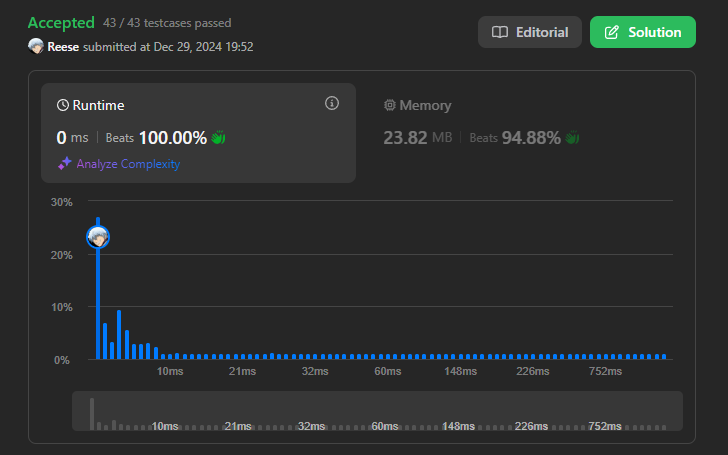 Accepted 43 / 43 testcases passed
Reese submitted at Dec 29, 2024 19:52
Editorial
Solution
Runtime
0 ms | Beats 100.00%
Analyze Complexity
Memory
23.82 MB | Beats 94.88%
30%
20%
10%
0%
10ms 21ms 32ms 60ms 148ms 226ms 752ms
10ms 21ms 32ms 60ms 148ms 226ms 752ms